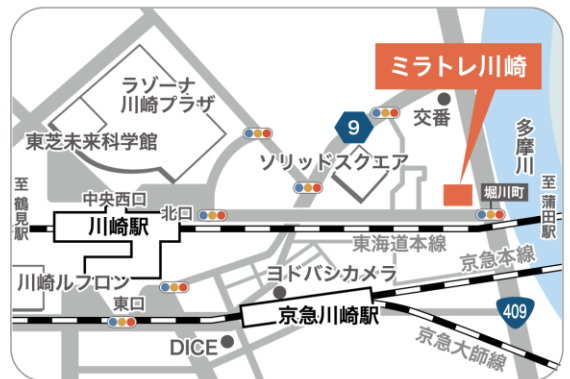 ミラトレ川崎
ラゾーナ
川崎プラザ
東芝未来科学館
9
交番
ソリッドスクエア
多摩川
堀川町
至 鶴見駅
中央西口
川崎駅
北口
至 蒲田駅
東海道本線
京急本線
川崎ルフロン
ヨドバシカメラ
東口
京急川崎駅
409
DICE
京急大師線